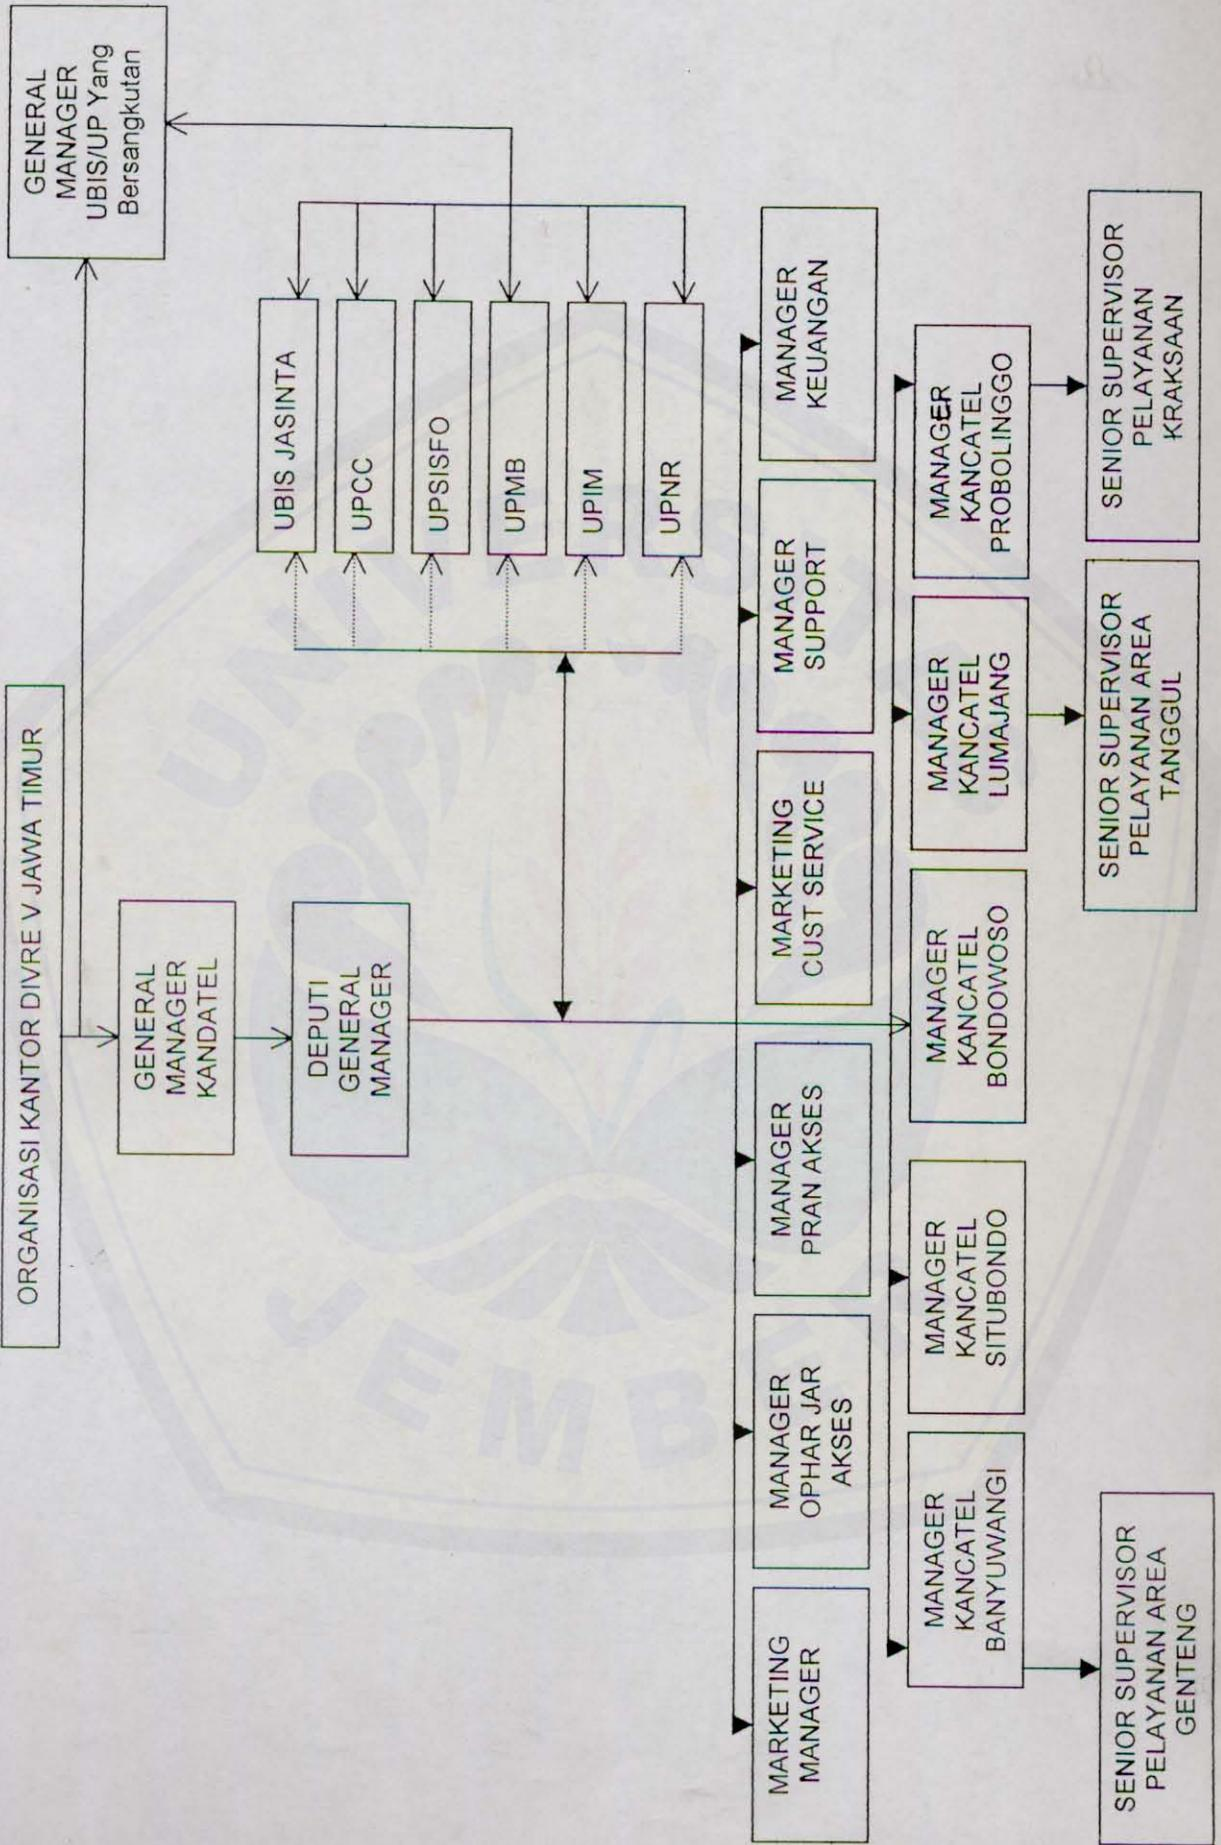 ORGANISASI KANTOR DIVRE V JAWA TIMUR
GENERAL
MANAGER
UBIS/UP Yang
Bersangkutan
GENERAL
MANAGER
KANDATEL
DEPUTI
GENERAL
MANAGER
UBIS JASINTA
UPCC
UPSISFO
UPMB
UPIM
UPNR
MARKETING
MANAGER
MANAGER
OPHAR JAR
AKSES
MANAGER
PRAN AKSES
MARKETING
CUST SERVICE
MANAGER
SUPPORT
MANAGER
KEUANGAN
MANAGER
KANCATEL
BANYUWANGI
MANAGER
KANCATEL
SITUBONDO
MANAGER
KANCATEL
BONDOWOSO
MANAGER
KANCATEL
LUMAJANG
MANAGER
KANCATEL
PROBOLINGGO
SENIOR SUPERVISOR
PELAYANAN AREA
GENTENG
SENIOR SUPERVISOR
PELAYANAN AREA
TANGGUL
SENIOR SUPERVISOR
PELAYANAN
KRAKSAAN
UNIVERSITAS
JEMBER